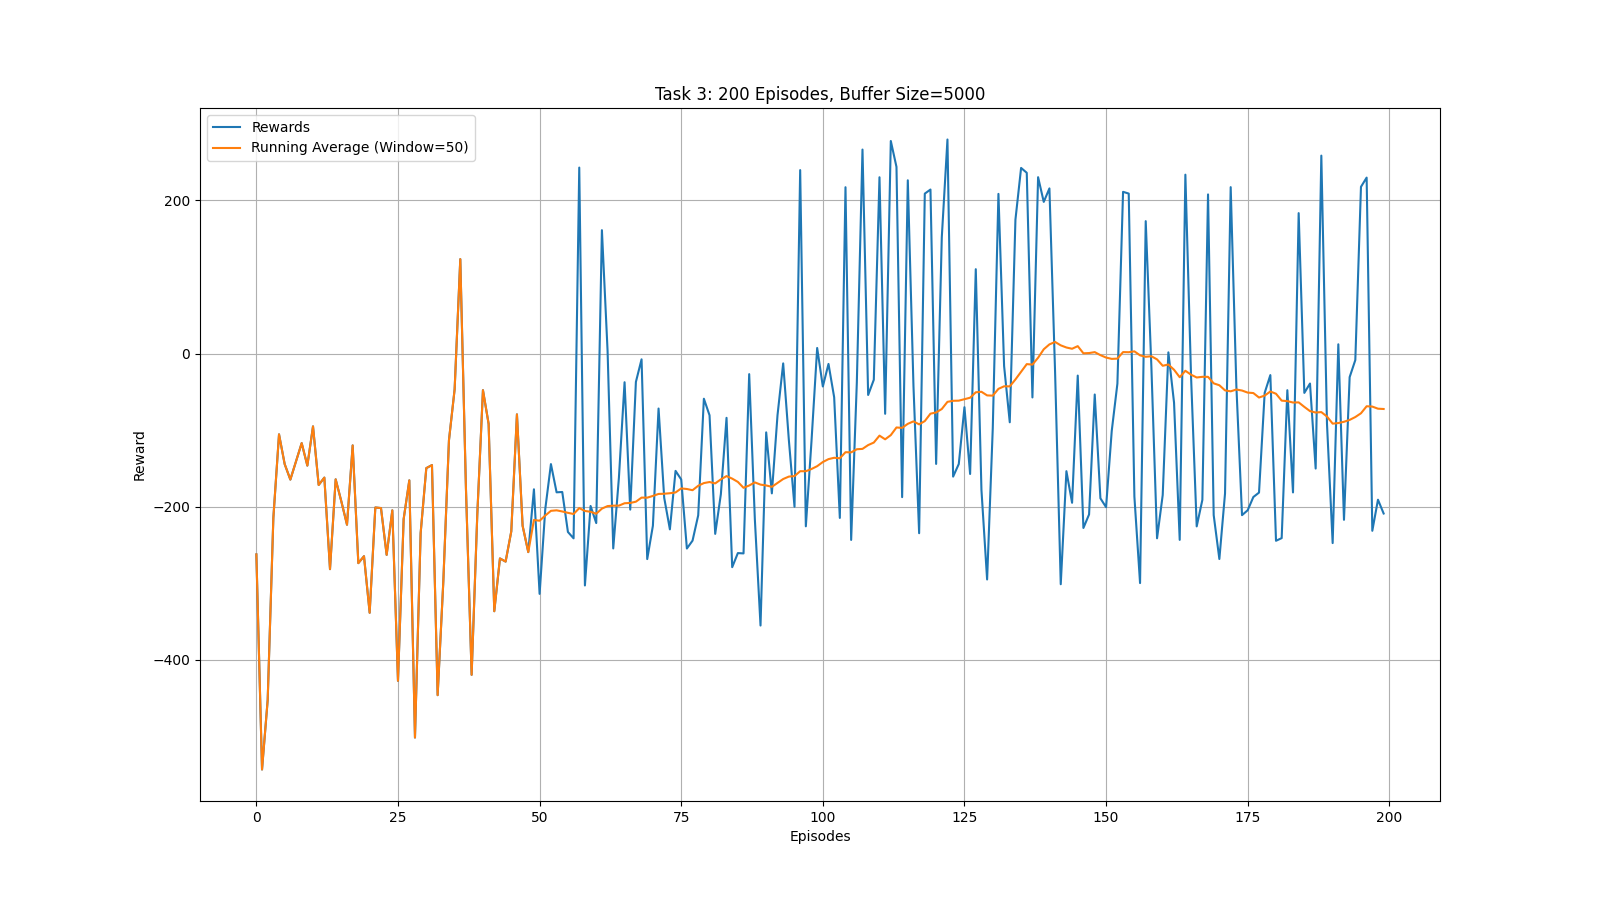 Task 3: 200 Episodes, Buffer Size=5000
Rewards
Running Average (Window=50)
Reward
200
0
−200
−400
0 25 50 75 100 125 150 175 200
Episodes